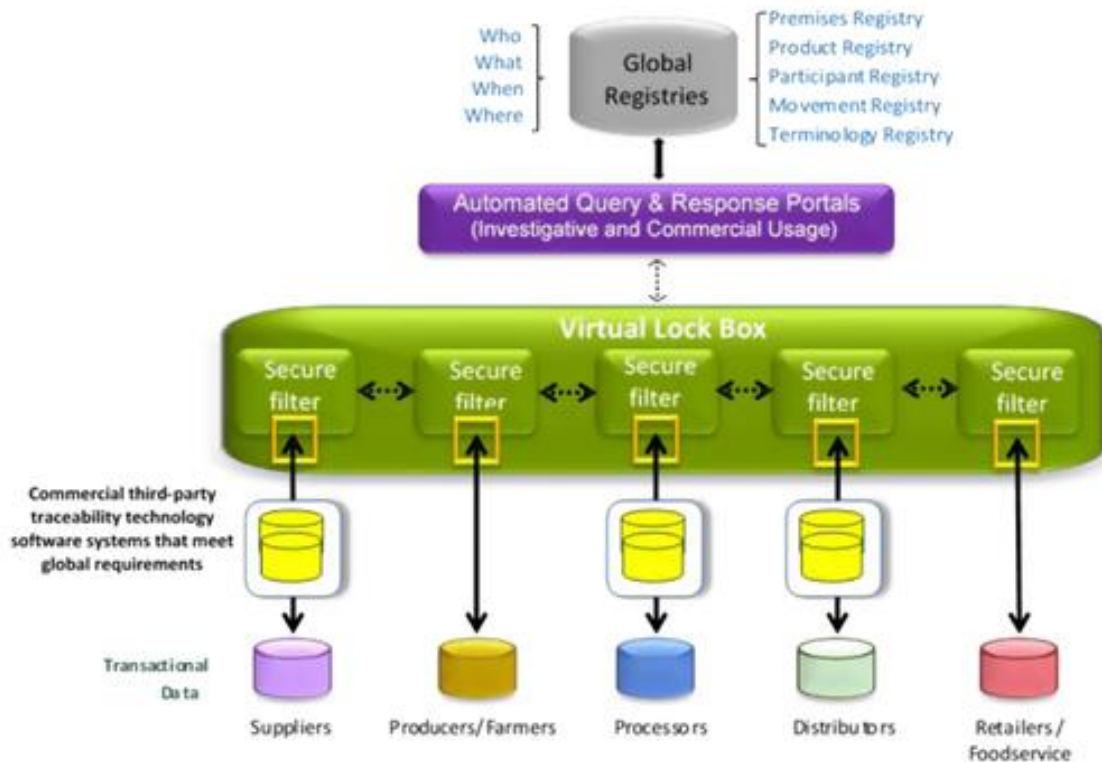 Who
What
When
Where
Global
Registries
Premises Registry
Product Registry
Participant Registry
Movement Registry
Terminology Registry
Automated Query & Response Portals
(Investigative and Commercial Usage)
Virtual Lock Box
Secure
filter
Secure
filter
Secure
filter
Secure
filter
Secure
filter
Commercial third-party
traceability technology
software systems that meet
global requirements
Transactional
Data
Suppliers
Producers/ Farmers
Processors
Distributors
Retailers /
Foodservice